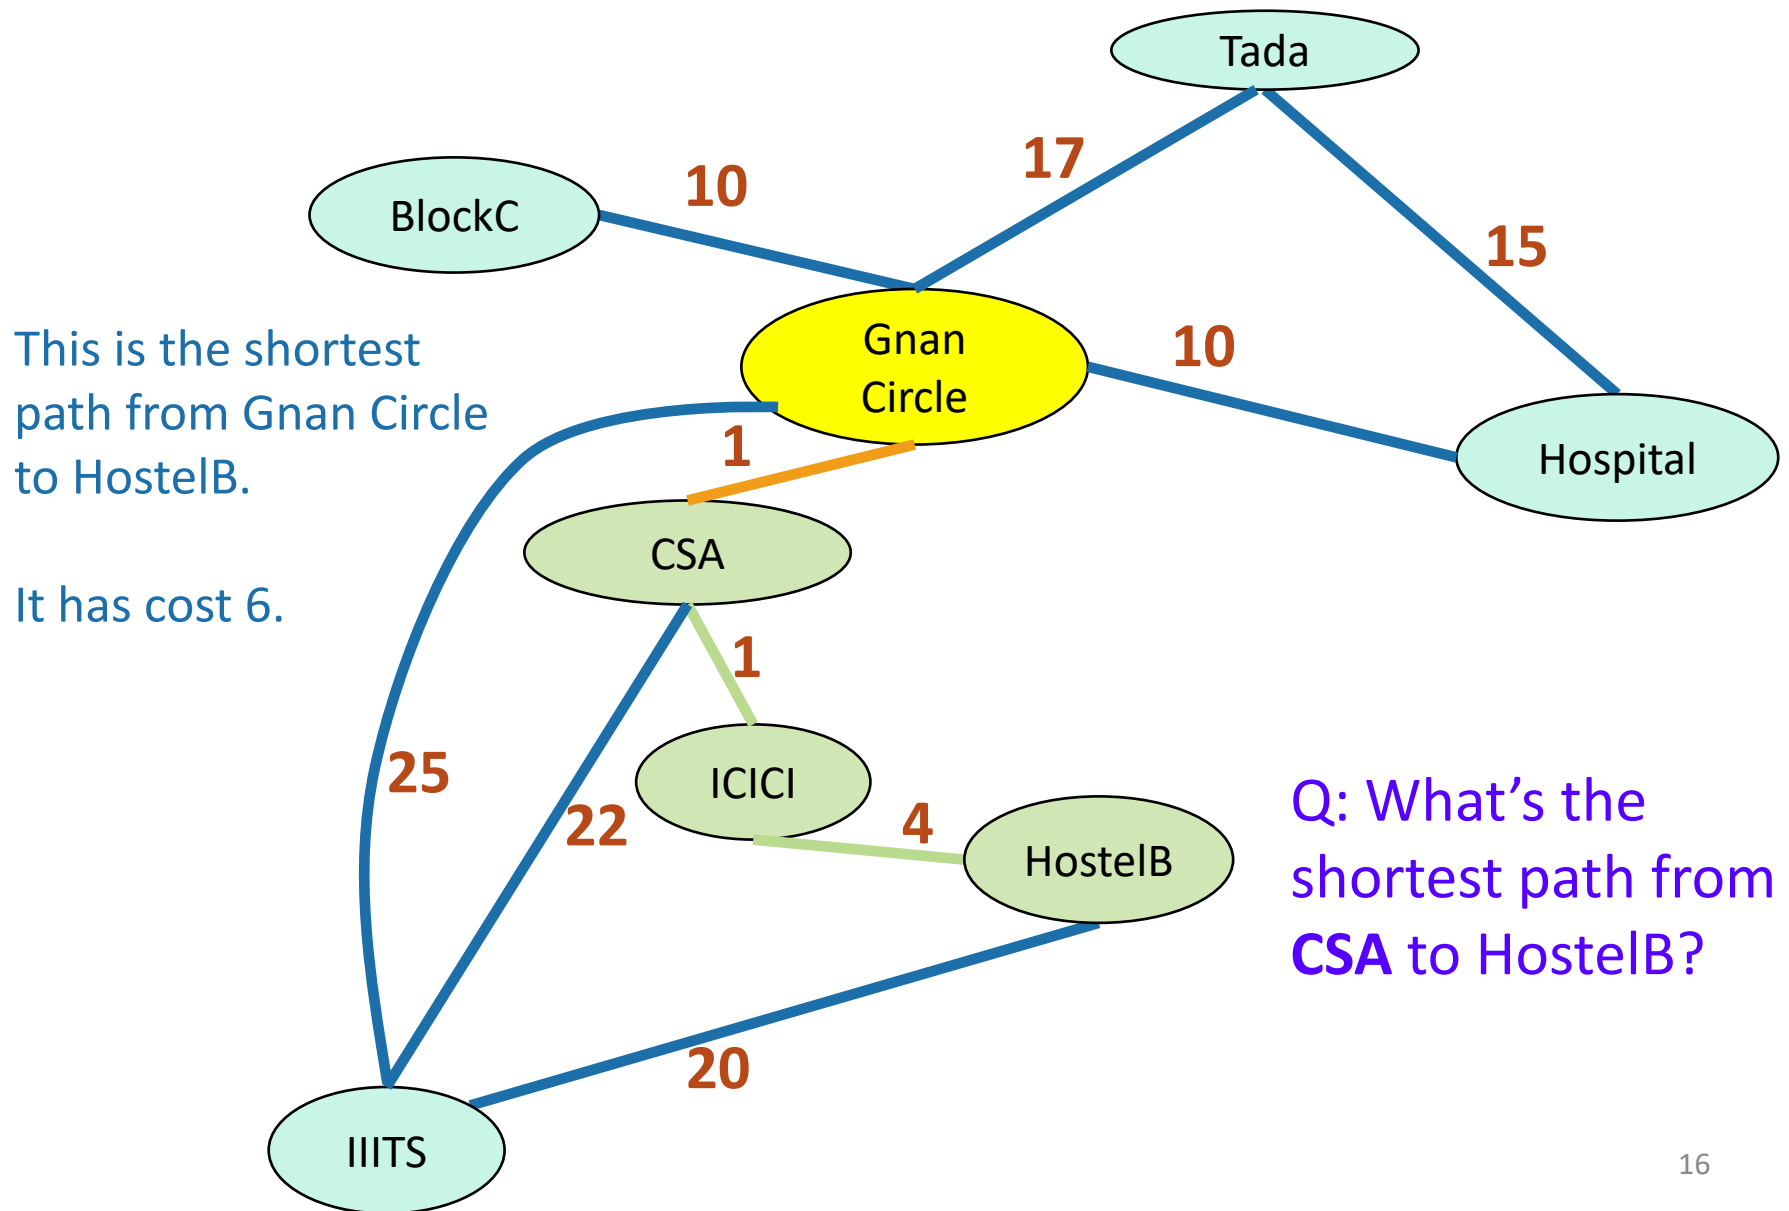 Tada
17
10
BlockC
15
This is the shortest
path from Gnan Circle
to HostelB.
It has cost 6.
Gnan
Circle
10
1
Hospital
CSA
1
25
22
ICICI
4
HostelB
Q: What’s the
shortest path from
CSA to HostelB?
20
IIITS
16